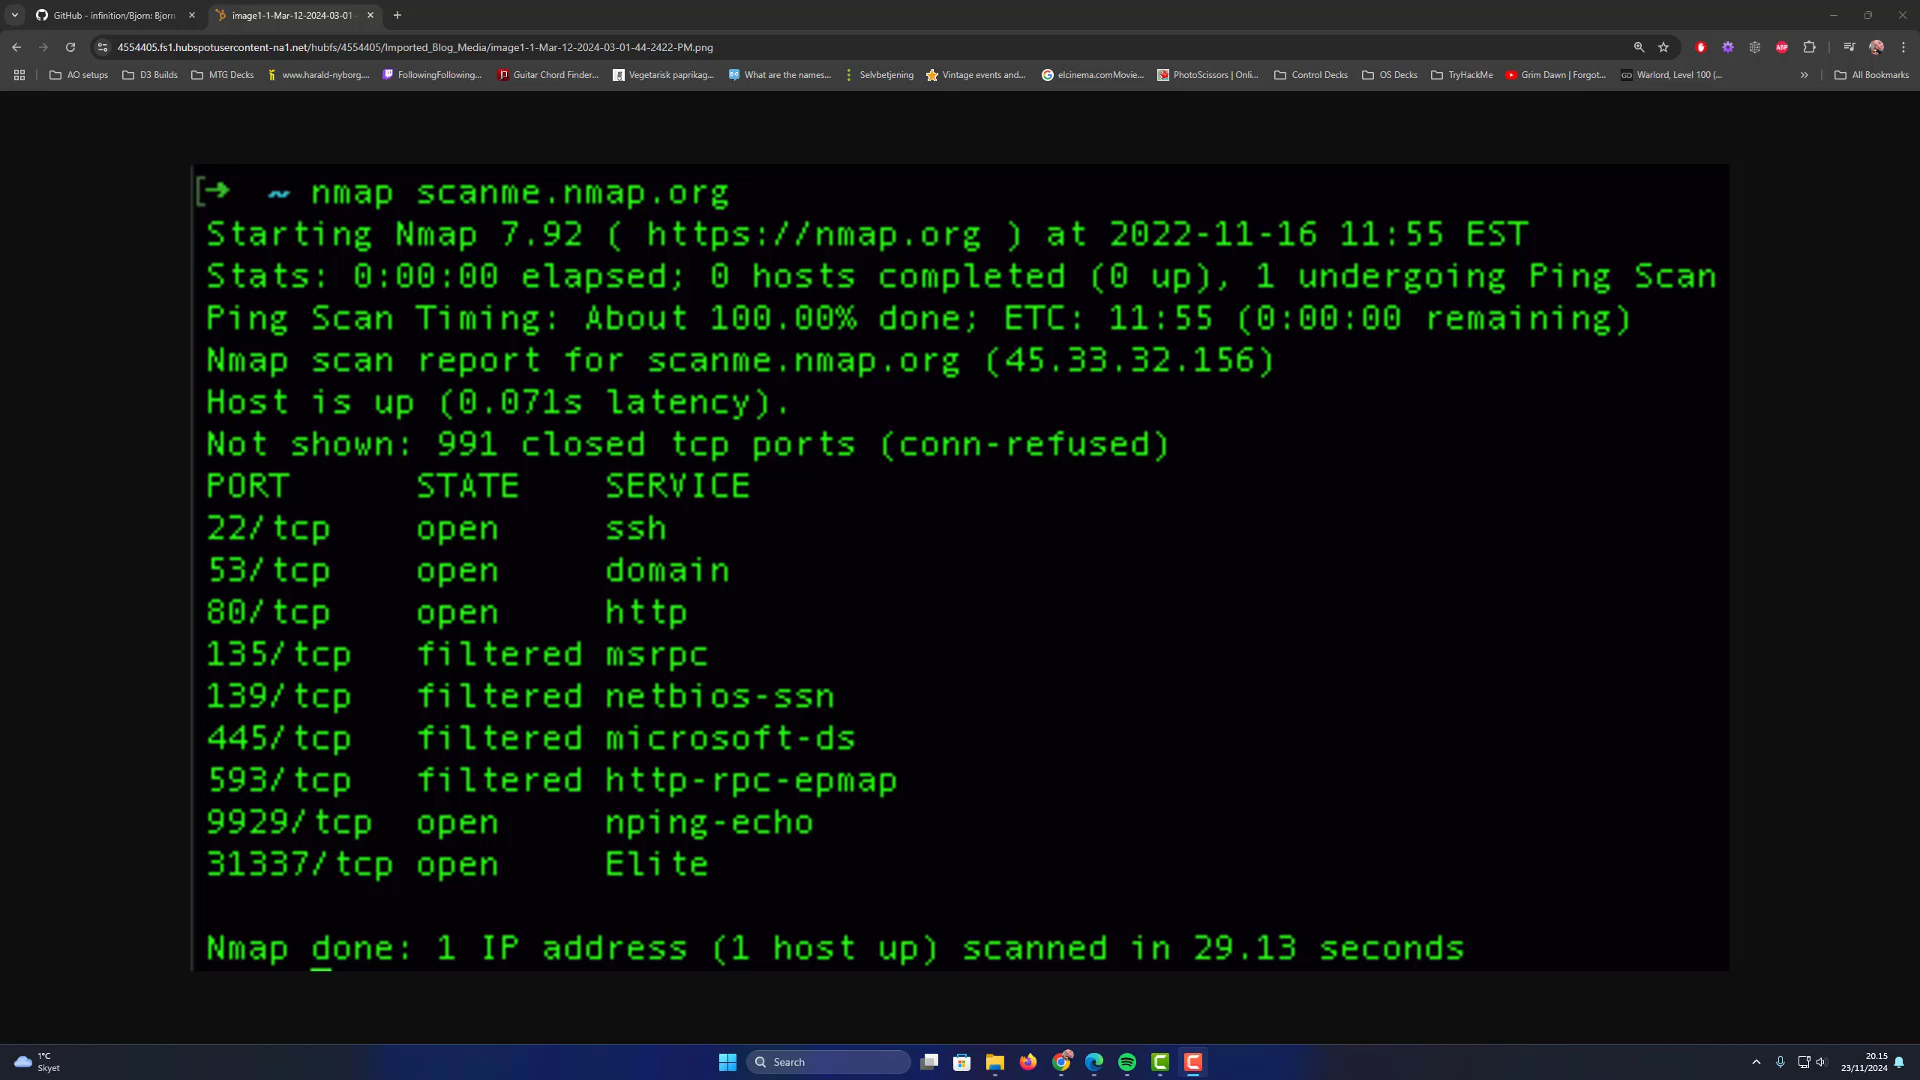 GitHub - infinition/Bjorn: Bjorn
image1-1-Mar-12-2024-03-01-
4554405.fs1.hubspotusercontent-na1.net/hubfs/4554405/Imported_Blog_Media/image1-1-Mar-12-2024-03-01-44-2422-PM.png
AO setups D3 Builds MTG Decks www.harald-nyborg.... FollowingFollowing... Guitar Chord Finder... Vegetarisk paprikag... What are the names... Selvbetjening Vintage events and... elcinema.comMovie... PhotoScissors | Onli... Control Decks OS Decks TryHackMe Grim Dawn | Forgot... GD Warlord, Level 100 (... » All Bookmarks
ABP
[→ ~ nmap scanme.nmap.org
Starting Nmap 7.92 ( https://nmap.org ) at 2022-11-16 11:55 EST
Stats: 0:00:00 elapsed; 0 hosts completed (0 up), 1 undergoing Ping Scan
Ping Scan Timing: About 100.00% done; ETC: 11:55 (0:00:00 remaining)
Nmap scan report for scanme.nmap.org (45.33.32.156)
Host is up (0.071s latency).
Not shown: 991 closed tcp ports (conn-refused)
PORT STATE SERVICE
22/tcp open ssh
53/tcp open domain
80/tcp open http
135/tcp filtered msrpc
139/tcp filtered netbios-ssn
445/tcp filtered microsoft-ds
593/tcp filtered http-rpc-epmap
9929/tcp open nping-echo
31337/tcp open Elite
Nmap done: 1 IP address (1 host up) scanned in 29.13 seconds
1°C
Skyet
Search
20.15
23/11/2024